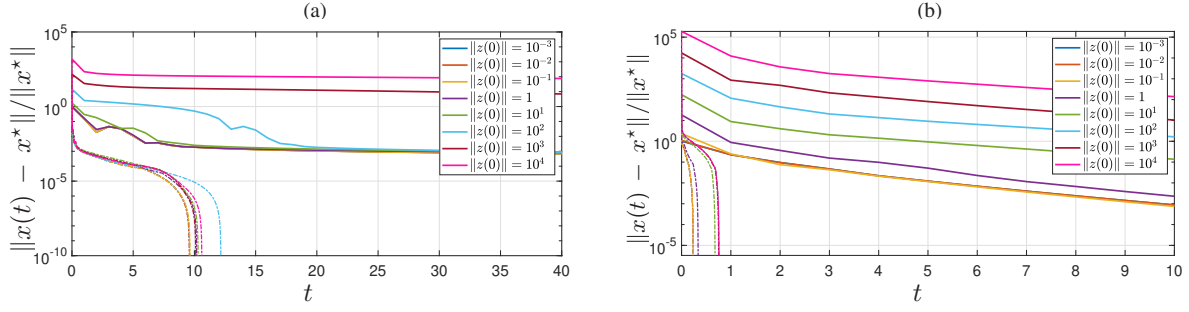 (a)
||x(t) − x⋆||/||x⋆||
10^5
10^0
10^-5
10^-10
0 5 10 15 20 25 30 35 40
t
||z(0)|| = 10^-3
||z(0)|| = 10^-2
||z(0)|| = 10^-1
||z(0)|| = 1
||z(0)|| = 10^1
||z(0)|| = 10^2
||z(0)|| = 10^3
||z(0)|| = 10^4
(b)
||x(t) − x⋆||/||x⋆||
10^5
10^0
10^-5
0 1 2 3 4 5 6 7 8 9 10
t
||z(0)|| = 10^-3
||z(0)|| = 10^-2
||z(0)|| = 10^-1
||z(0)|| = 1
||z(0)|| = 10^1
||z(0)|| = 10^2
||z(0)|| = 10^3
||z(0)|| = 10^4